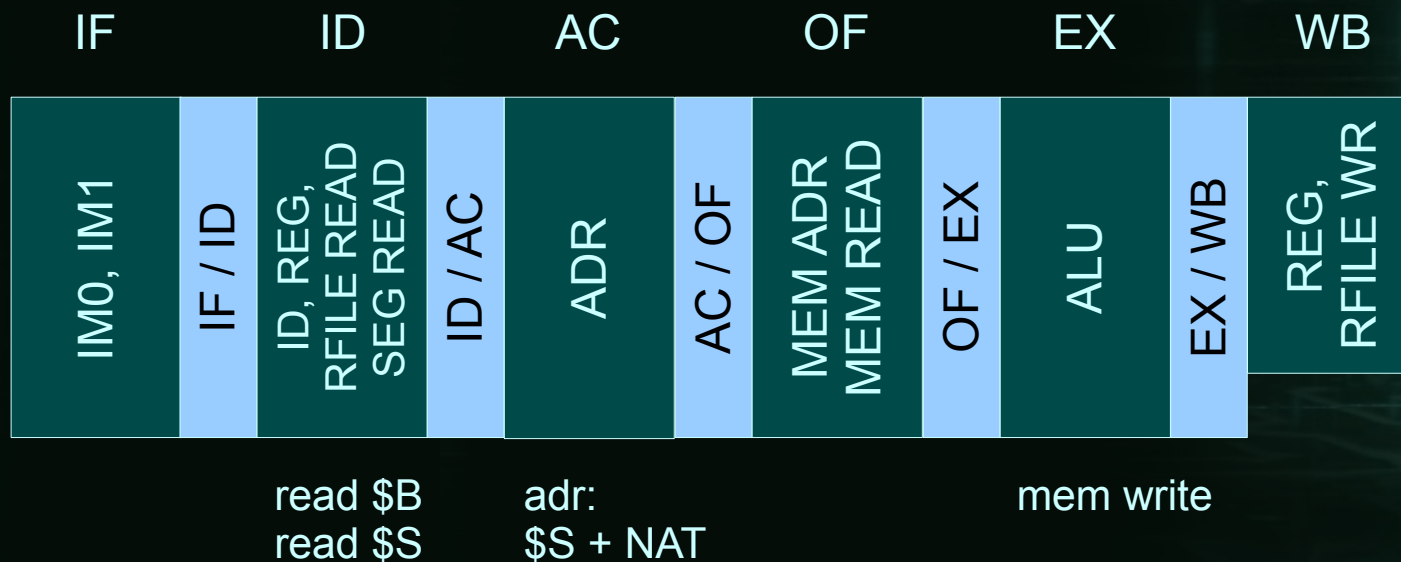 IF ID AC OF EX WB
IM0, IM1
IF / ID
ID, REG,
RFILE READ
SEG READ
ID / AC
ADR
AC / OF
MEM ADR
MEM READ
OF / EX
ALU
EX / WB
REG,
RFILE WR
read $B
read $S
adr:
$S + NAT
mem write